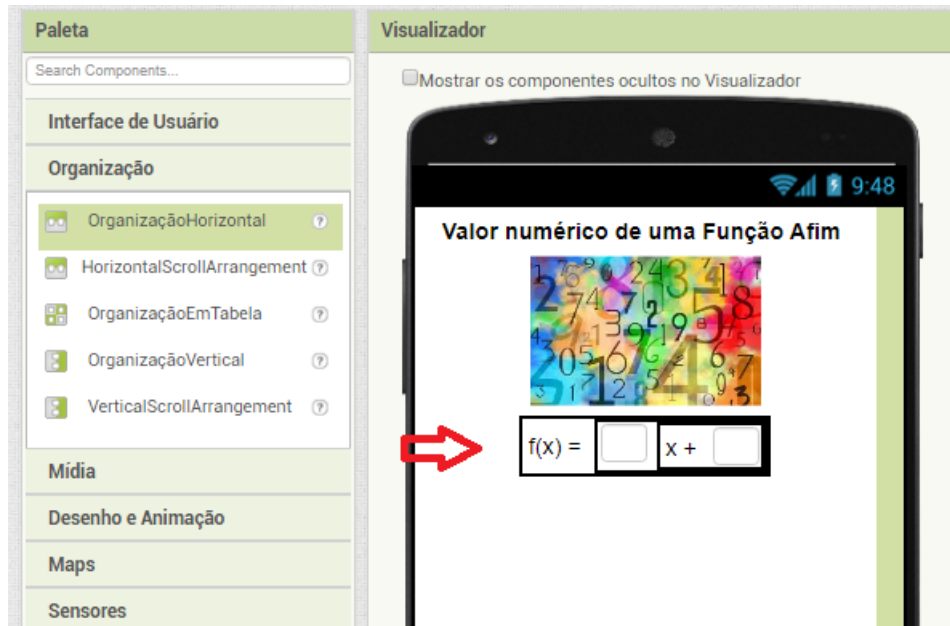 Paleta
Search Components...
Interface de Usuário
Organização
OrganizaçãoHorizontal
HorizontalScrollArrangement
OrganizaçãoEmTabela
OrganizaçãoVertical
VerticalScrollArrangement
Mídia
Desenho e Animação
Maps
Sensores
Visualizador
Mostrar os componentes ocultos no Visualizador
9:48
Valor numérico de uma Função Afim
f(x) = x +